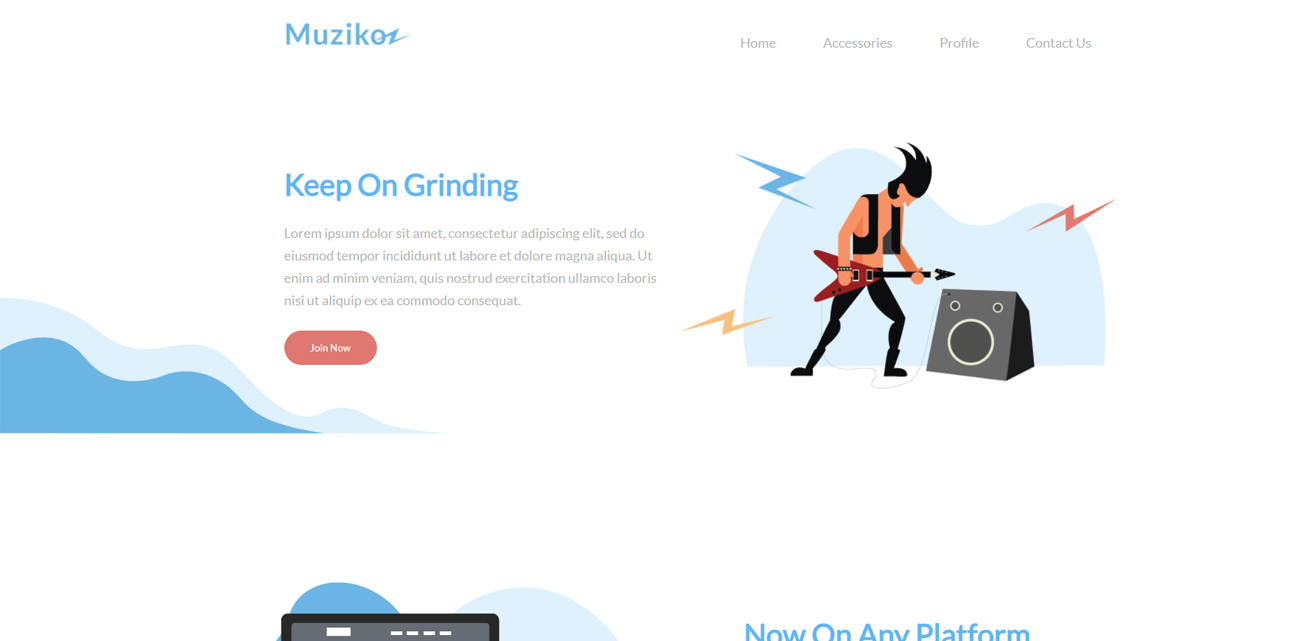 Muziko
Home
Accessories
Profile
Contact Us
Keep On Grinding
Lorem ipsum dolor sit amet, consectetur adipiscing elit, sed do
eiusmod tempor incididunt ut labore et dolore magna aliqua. Ut
enim ad minim veniam, quis nostrud exercitation ullamco laboris
nisi ut aliquip ex ea commodo consequat.
Join Now
Now On Any Platform